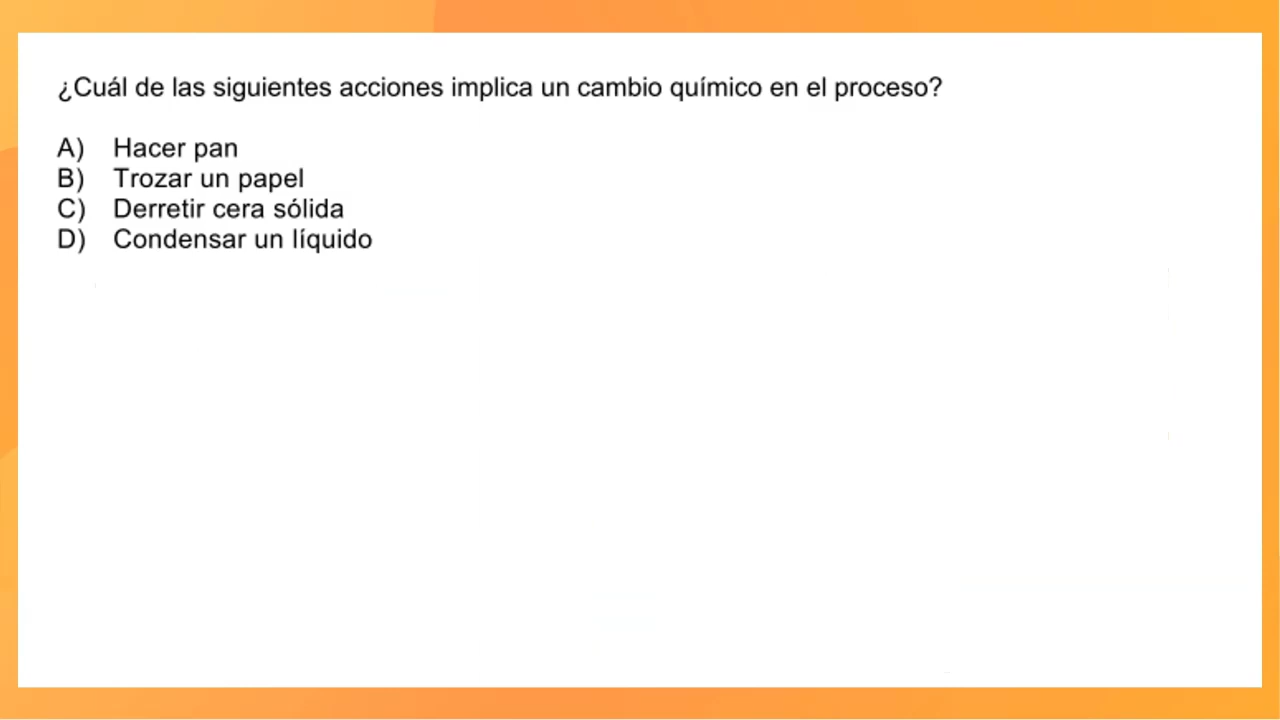 ¿Cuál de las siguientes acciones implica un cambio químico en el proceso?
A) Hacer pan
B) Trozar un papel
C) Derretir cera sólida
D) Condensar un líquido